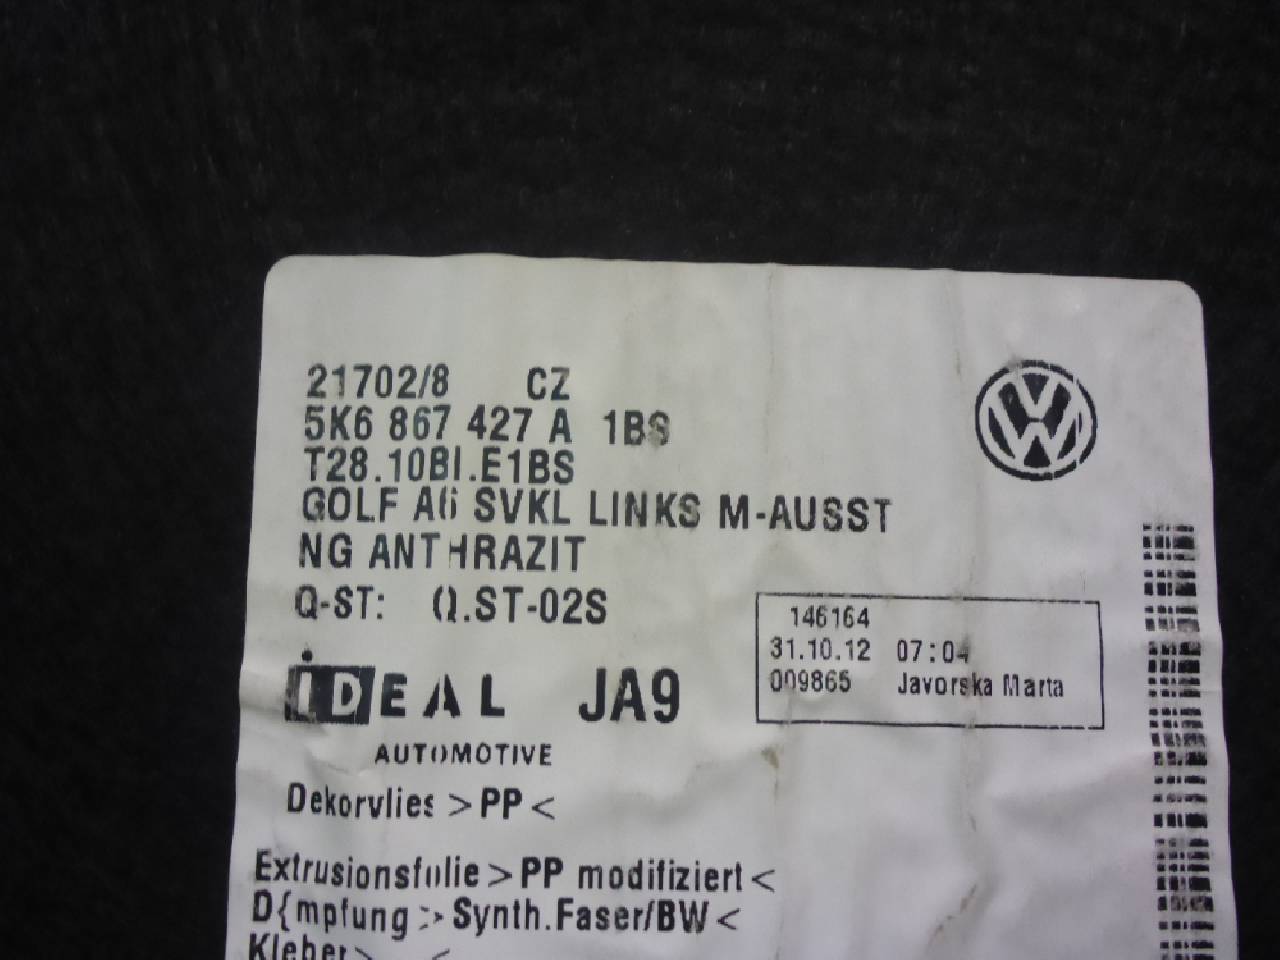 21702/8 CZ
5K6 867 427 A 1BS
T28.10BI.E1BS
GOLF A6 SVKL LINKS M-AUSST
NG ANTHRAZIT
Q-ST: Q.ST-02S
146164
31.10.12 07:04
009865 Javorska Marta
iDEAL JA9
AUTOMOTIVE
Dekorvlies >PP<
Extrusionsfolie>PP modifiziert<
D{mpfung >Synth.Faser/BW<
Kleber> <
VW